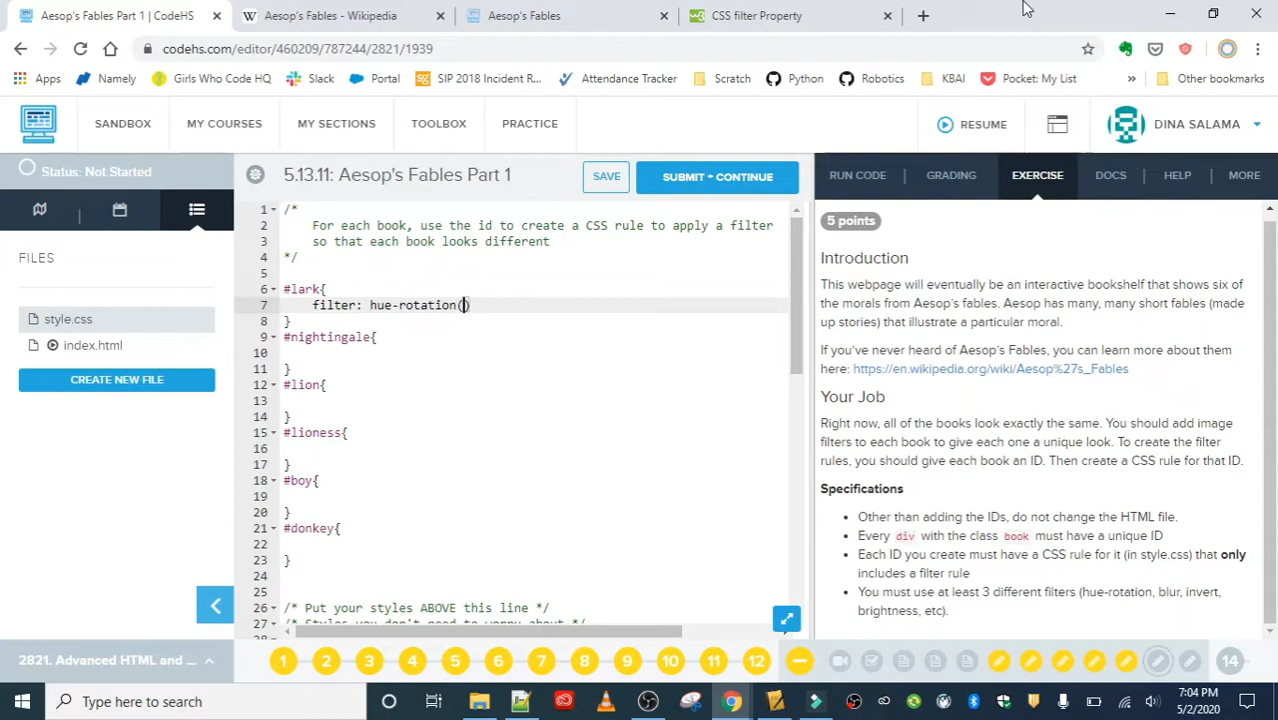 Aesop's Fables Part 1 | CodeHS
Aesop's Fables - Wikipedia
Aesop's Fables
CSS filter Property
codehs.com/editor/460209/787244/2821/1939
Apps
Namely
Girls Who Code HQ
Slack
Portal
SIP 2018 Incident R...
Attendance Tracker
Scratch
Python
Robotics
KBAI
Pocket: My List
»
Other bookmarks
SANDBOX
MY COURSES
MY SECTIONS
TOOLBOX
PRACTICE
RESUME
DINA SALAMA
Status: Not Started
5.13.11: Aesop's Fables Part 1
SAVE
SUBMIT + CONTINUE
RUN CODE
GRADING
EXERCISE
DOCS
HELP
MORE
FILES
style.css
index.html
CREATE NEW FILE
1 /*
2 For each book, use the id to create a CSS rule to apply a filter
3 so that each book looks different
4 */
5
6 #lark{
7 filter: hue-rotation()
8 }
9 #nightingale{
10
11 }
12 #lion{
13
14 }
15 #lioness{
16
17 }
18 #boy{
19
20 }
21 #donkey{
22
23 }
24
25
26 /* Put your styles ABOVE this line */
27 /* Styles you don't need to worry about */
28
5 points
Introduction
This webpage will eventually be an interactive bookshelf that shows six
of the morals from Aesop's fables. Aesop has many, many short fables (made
up stories) that illustrate a particular moral.
If you've never heard of Aesop's Fables, you can learn more about them
here: https://en.wikipedia.org/wiki/Aesop%27s_Fables
Your Job
Right now, all of the books look exactly the same. You should add image
filters to each book to give each one a unique look. To create the filter
rules, you should give each book an ID. Then create a CSS rule for that ID.
Specifications
• Other than adding the IDs, do not change the HTML file.
• Every div with the class book must have a unique ID
• Each ID you create must have a CSS rule for it (in style.css) that only
includes a filter rule
• You must use at least 3 different filters (hue-rotation, blur, invert,
brightness, etc).
2821. Advanced HTML and ...
1 2 3 4 5 6 7 8 9 10 11 12 14
Type here to search
7:04 PM
5/2/2020